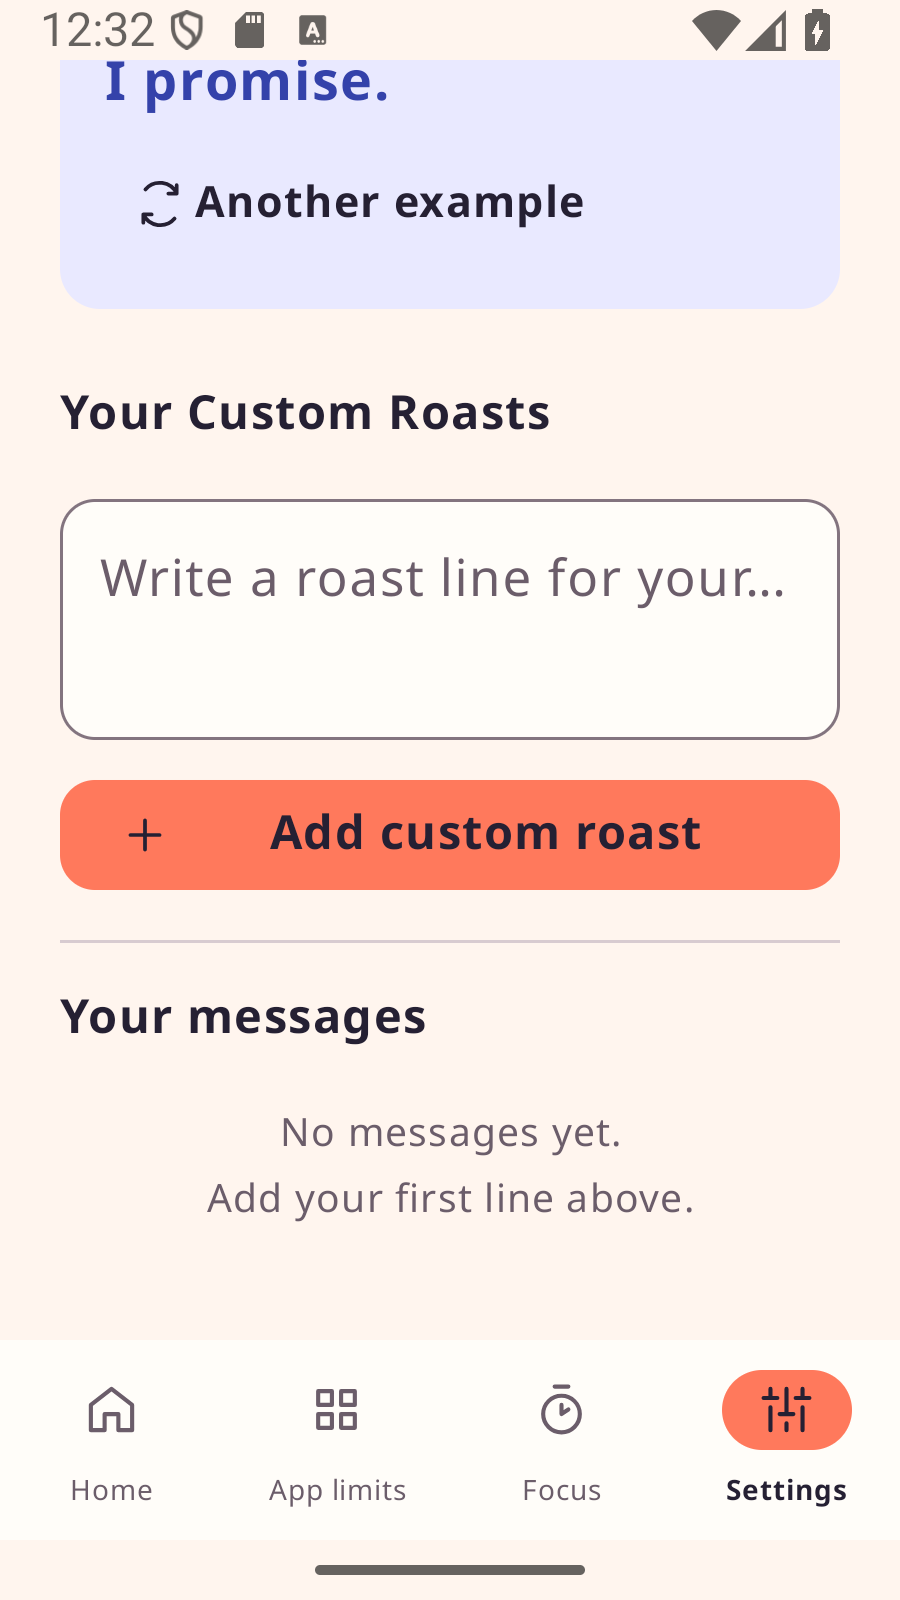 12:32
I promise.
Another example
Your Custom Roasts
Write a roast line for your...
Add custom roast
Your messages
No messages yet.
Add your first line above.
Home
App limits
Focus
Settings